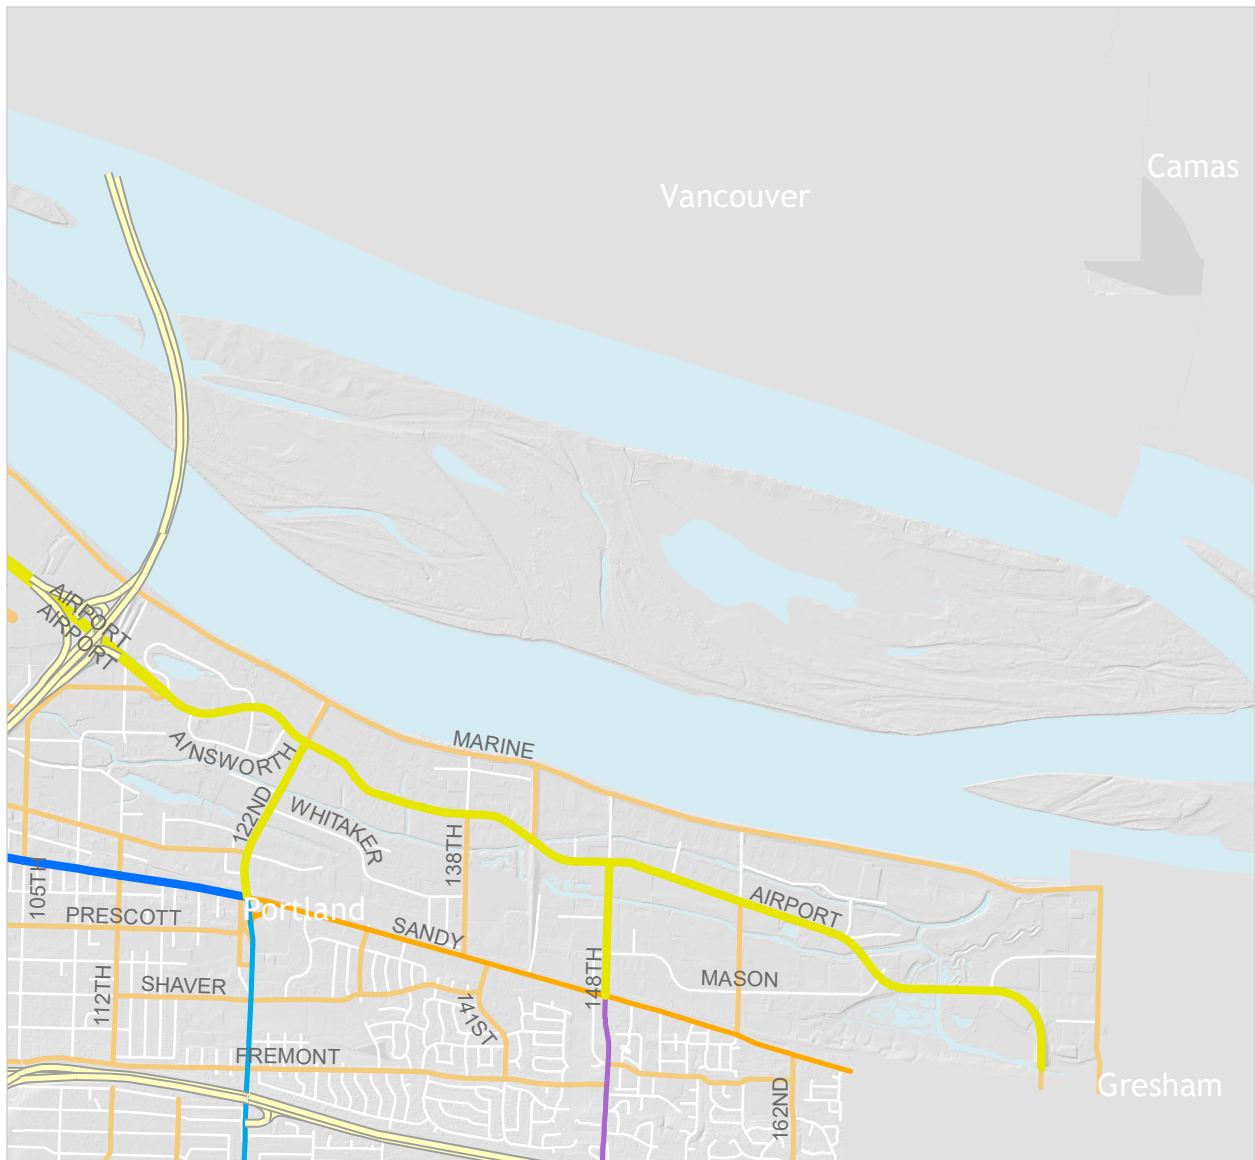 Camas
Vancouver
AIRPORT
AIRPORT
MARINE
AINSWORTH
122ND
WHITAKER
138TH
105TH
AIRPORT
Portland
PRESCOTT
SANDY
148TH
MASON
112TH
SHAVER
141ST
FREMONT
Gresham
162ND